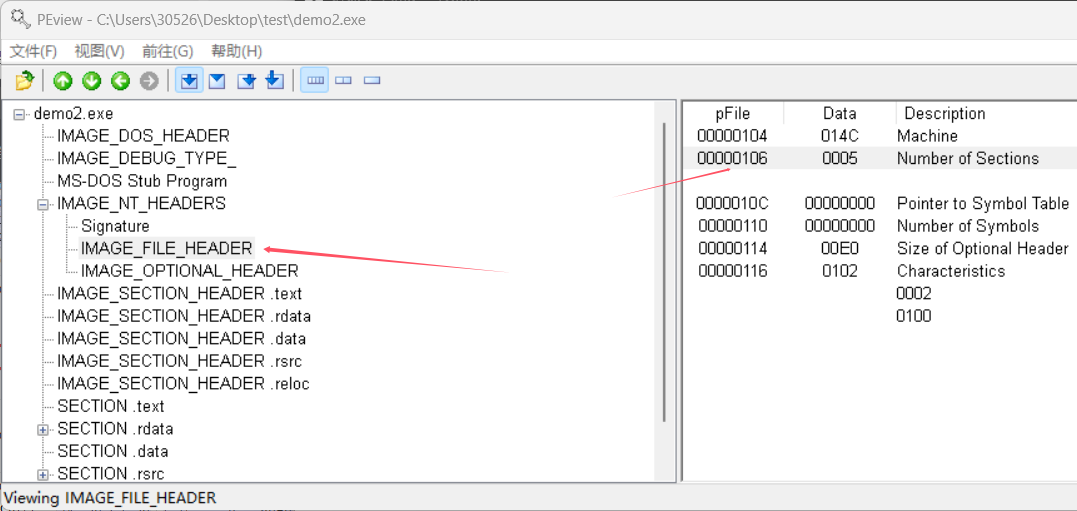 PEview - C:\Users\30526\Desktop\test\demo2.exe
文件(F) 视图(V) 前往(G) 帮助(H)
demo2.exe
IMAGE_DOS_HEADER
IMAGE_DEBUG_TYPE_
MS-DOS Stub Program
IMAGE_NT_HEADERS
Signature
IMAGE_FILE_HEADER
IMAGE_OPTIONAL_HEADER
IMAGE_SECTION_HEADER .text
IMAGE_SECTION_HEADER .rdata
IMAGE_SECTION_HEADER .data
IMAGE_SECTION_HEADER .rsrc
IMAGE_SECTION_HEADER .reloc
SECTION .text
SECTION .rdata
SECTION .data
SECTION .rsrc
pFile Data Description
00000104 014C Machine
00000106 0005 Number of Sections
0000010C 00000000 Pointer to Symbol Table
00000110 00000000 Number of Symbols
00000114 00E0 Size of Optional Header
00000116 0102 Characteristics
0002
0100
Viewing IMAGE_FILE_HEADER